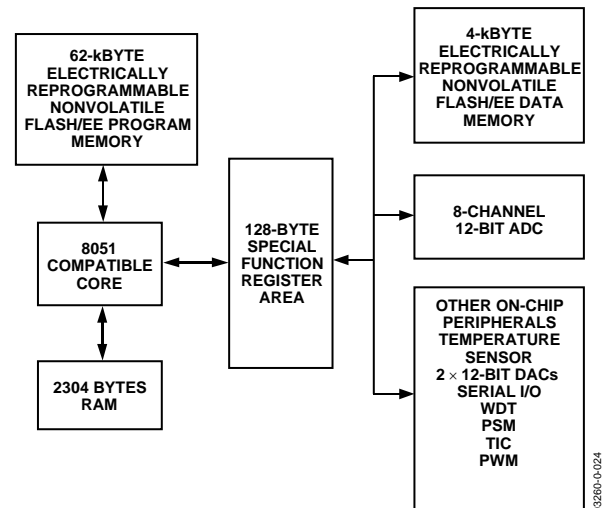 62-kBYTE
ELECTRICALLY
REPROGRAMMABLE
NONVOLATILE
FLASH/EE PROGRAM
MEMORY
8051
COMPATIBLE
CORE
2304 BYTES
RAM
128-BYTE
SPECIAL
FUNCTION
REGISTER
AREA
4-kBYTE
ELECTRICALLY
REPROGRAMMABLE
NONVOLATILE
FLASH/EE DATA
MEMORY
8-CHANNEL
12-BIT ADC
OTHER ON-CHIP
PERIPHERALS
TEMPERATURE
SENSOR
2 × 12-BIT DACs
SERIAL I/O
WDT
PSM
TIC
PWM
03260-0-024